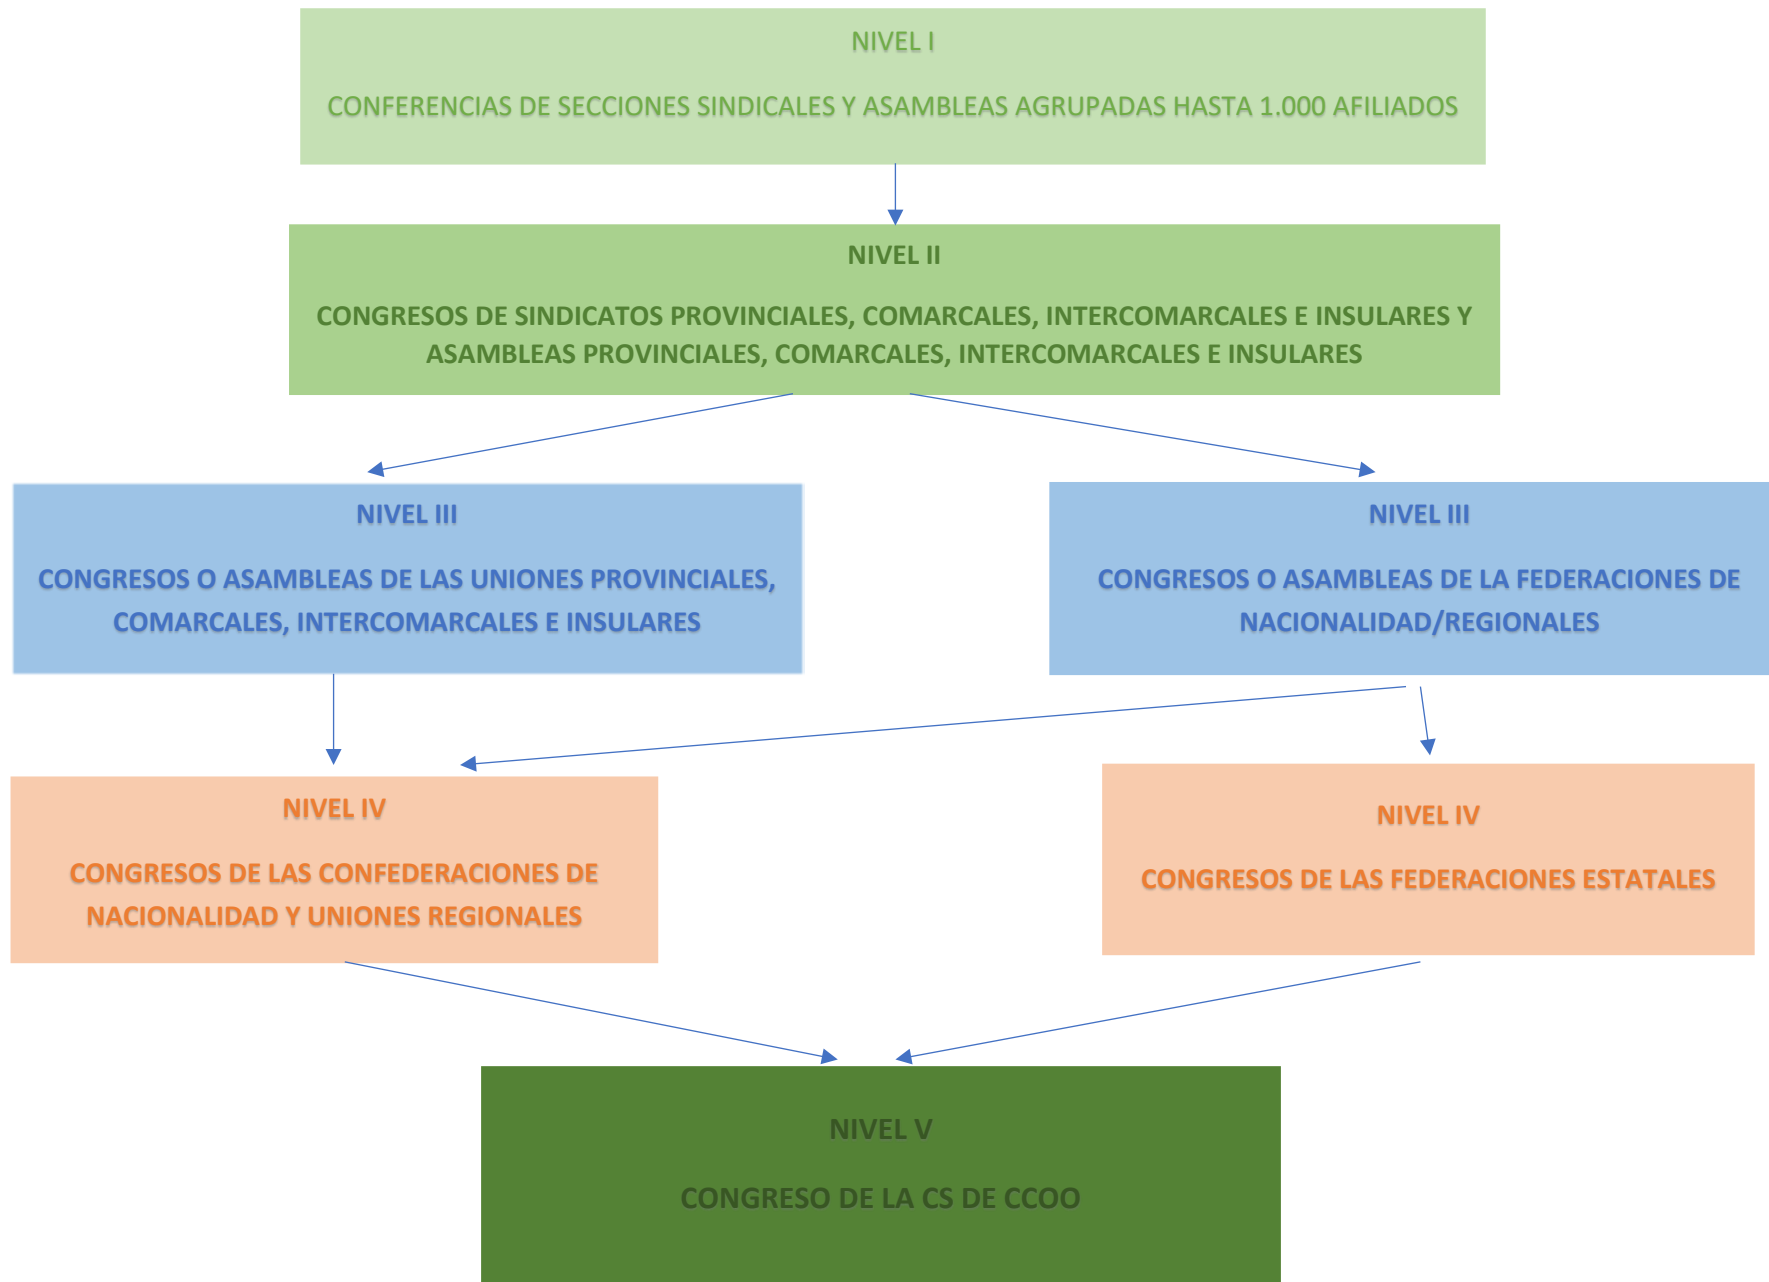 NIVEL I
CONFERENCIAS DE SECCIONES SINDICALES Y ASAMBLEAS AGRUPADAS HASTA 1.000 AFILIADOS
NIVEL II
CONGRESOS DE SINDICATOS PROVINCIALES, COMARCALES, INTERCOMARCALES E INSULARES Y
ASAMBLEAS PROVINCIALES, COMARCALES, INTERCOMARCALES E INSULARES
NIVEL III
CONGRESOS O ASAMBLEAS DE LAS UNIONES PROVINCIALES,
COMARCALES, INTERCOMARCALES E INSULARES
NIVEL III
CONGRESOS O ASAMBLEAS DE LA FEDERACIONES DE
NACIONALIDAD/REGIONALES
NIVEL IV
CONGRESOS DE LAS CONFEDERACIONES DE
NACIONALIDAD Y UNIONES REGIONALES
NIVEL IV
CONGRESOS DE LAS FEDERACIONES ESTATALES
NIVEL V
CONGRESO DE LA CS DE CCOO